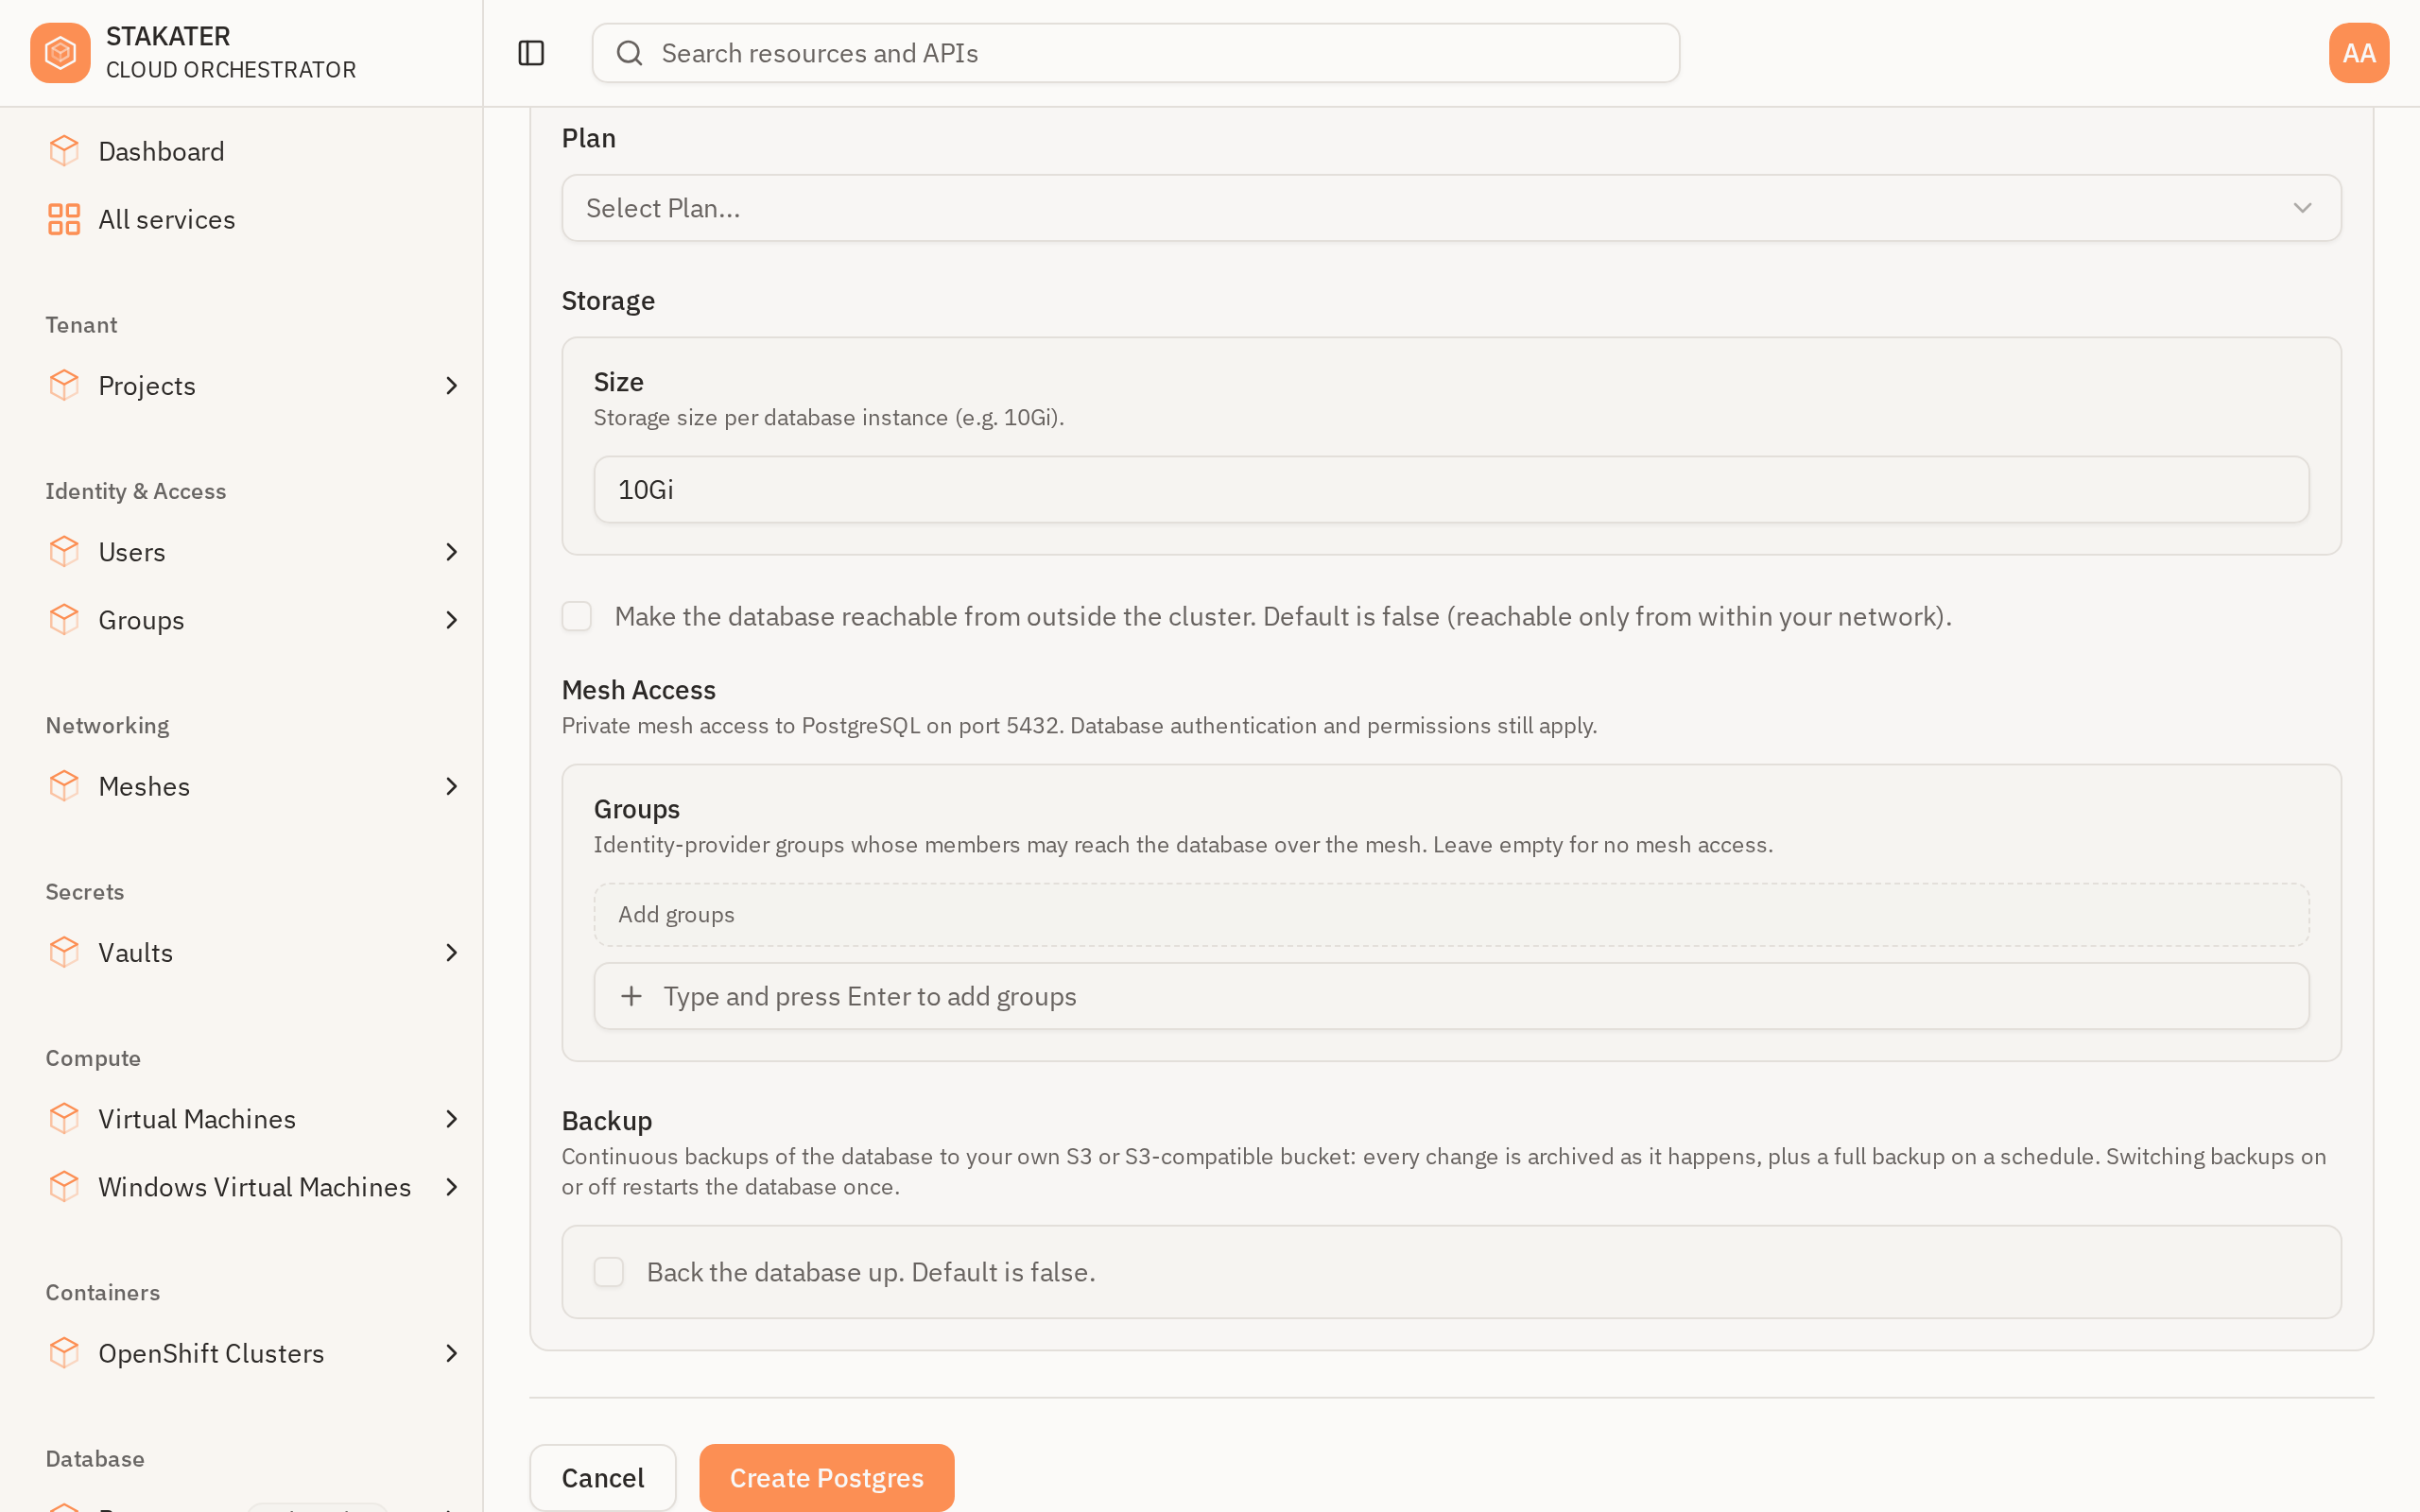 STAKATER
CLOUD ORCHESTRATOR
Search resources and APIs
AA
Dashboard
All services
Tenant
Projects
Identity & Access
Users
Groups
Networking
Meshes
Secrets
Vaults
Compute
Virtual Machines
Windows Virtual Machines
Containers
OpenShift Clusters
Database
Plan
Select Plan...
Storage
Size
Storage size per database instance (e.g. 10Gi).
10Gi
Make the database reachable from outside the cluster. Default is false (reachable only from within your network).
Mesh Access
Private mesh access to PostgreSQL on port 5432. Database authentication and permissions still apply.
Groups
Identity-provider groups whose members may reach the database over the mesh. Leave empty for no mesh access.
Add groups
Type and press Enter to add groups
Backup
Continuous backups of the database to your own S3 or S3-compatible bucket: every change is archived as it happens, plus a full backup on a schedule. Switching backups on
or off restarts the database once.
Back the database up. Default is false.
Cancel
Create Postgres